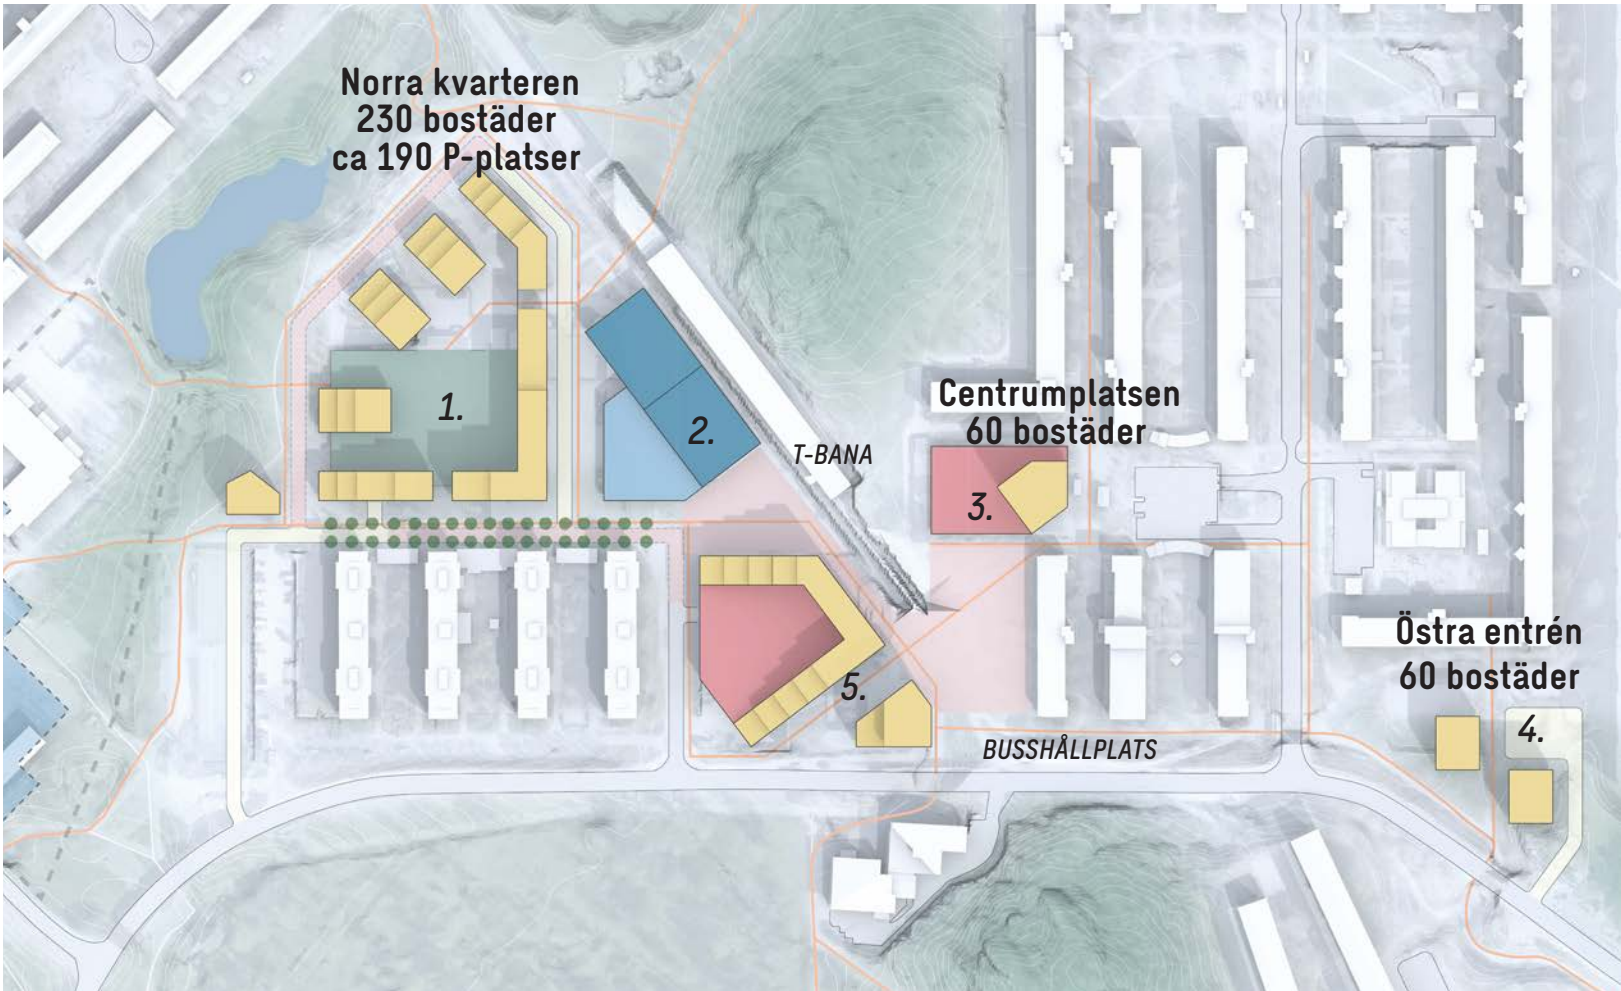 Norra kvarteren
230 bostäder
ca 190 P-platser
1.
2.
T-BANA
Centrumplatsen
60 bostäder
3.
5.
BUSSHÅLLPLATS
Östra entrén
60 bostäder
4.